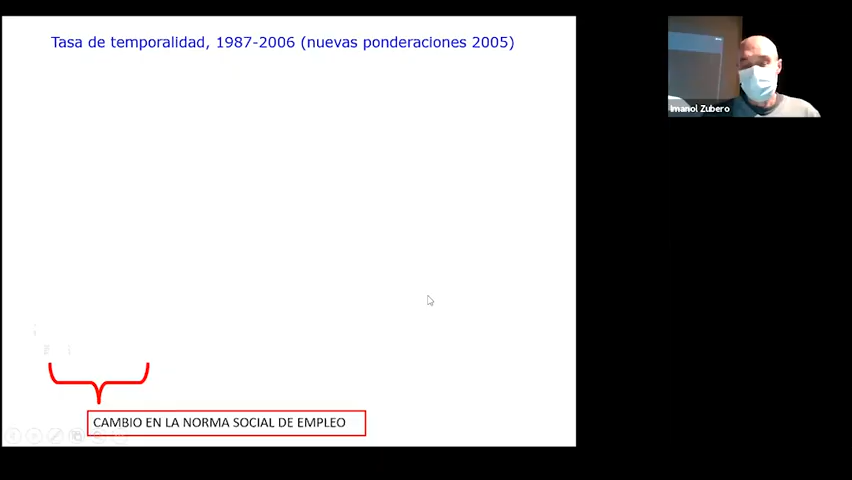 Tasa de temporalidad, 1987-2006 (nuevas ponderaciones 2005)
Imanol Zubero
CAMBIO EN LA NORMA SOCIAL DE EMPLEO